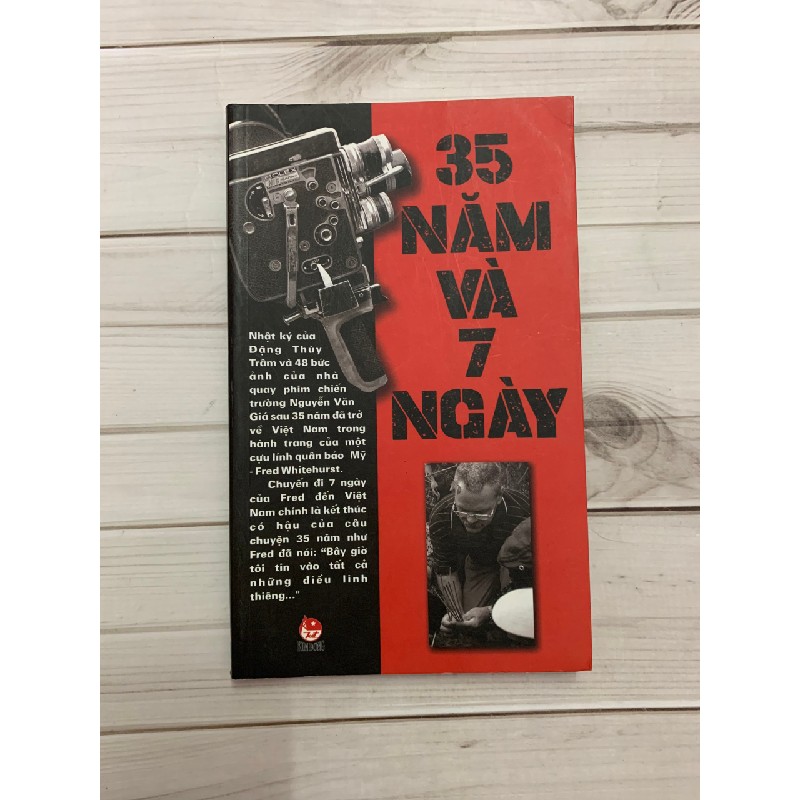 35
NĂM
VÀ
7
NGÀY
Nhật ký của
Đặng Thùy
Trâm và 48 bức
ảnh của nhà
quay phim chiến
trường Nguyễn Văn
Giá sau 35 năm đã trở
về Việt Nam trong
hành trang của một
cựu lính quân báo Mỹ
- Fred Whitehurst.
Chuyến đi 7 ngày
của Fred đến Việt
Nam chính là kết thúc
có hậu của câu
chuyện 35 năm như
Fred đã nói: “Bây giờ
tôi tin vào tất cả
những điều linh
thiêng...”
KIM ĐỒNG